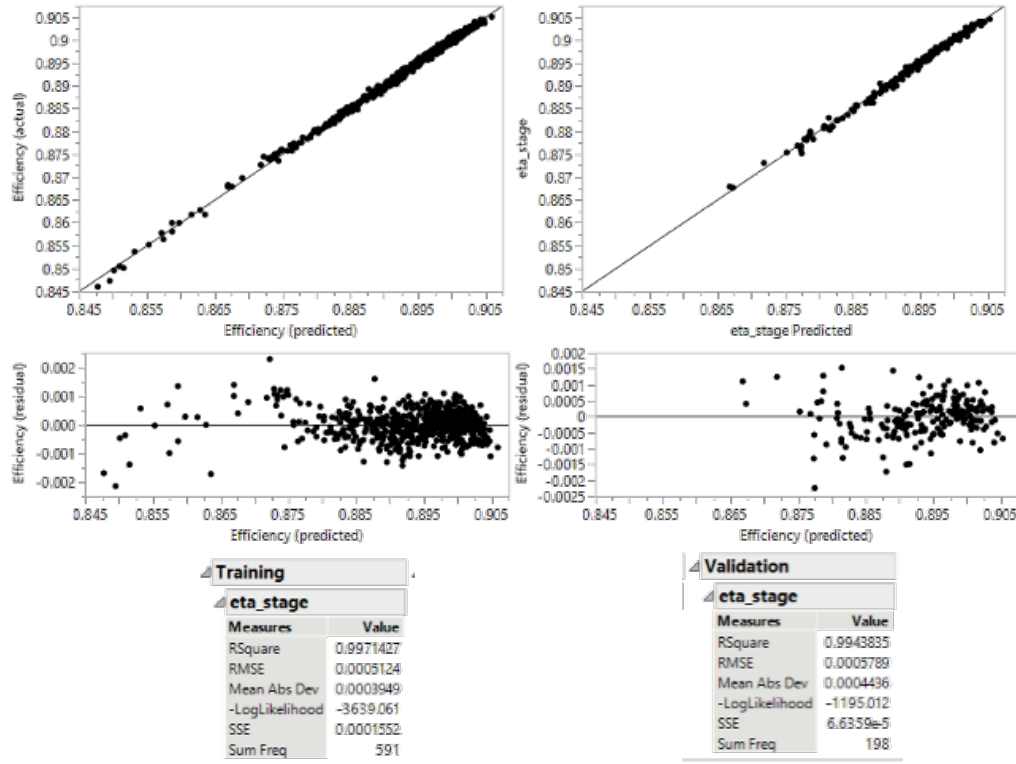 0.905
0.9
0.895
0.89
0.885
0.88
0.875
0.87
0.865
0.86
0.855
0.85
0.845
Efficiency (actual)
0.845 0.855 0.865 0.875 0.885 0.895 0.905
Efficiency (predicted)
0.905
0.9
0.895
0.89
0.885
0.88
0.875
0.87
0.865
0.86
0.855
0.85
0.845
eta_stage
0.845 0.855 0.865 0.875 0.885 0.895 0.905
eta_stage Predicted
0.002
0.001
0.000
-0.001
-0.002
Efficiency (residual)
0.845 0.855 0.865 0.875 0.885 0.895 0.905
Efficiency (predicted)
0.002
0.0015
0.001
0.0005
0
-0.0005
-0.001
-0.0015
-0.002
-0.0025
Efficiency (residual)
0.845 0.855 0.865 0.875 0.885 0.895 0.905
Efficiency (predicted)
Training
eta_stage
Measures Value
RSquare 0.9971427
RMSE 0.0005124
Mean Abs Dev 0.0003949
-LogLikelihood -3639.061
SSE 0.0001552
Sum Freq 591
Validation
eta_stage
Measures Value
RSquare 0.9943835
RMSE 0.0005789
Mean Abs Dev 0.0004436
-LogLikelihood -1195.012
SSE 6.6359e-5
Sum Freq 198